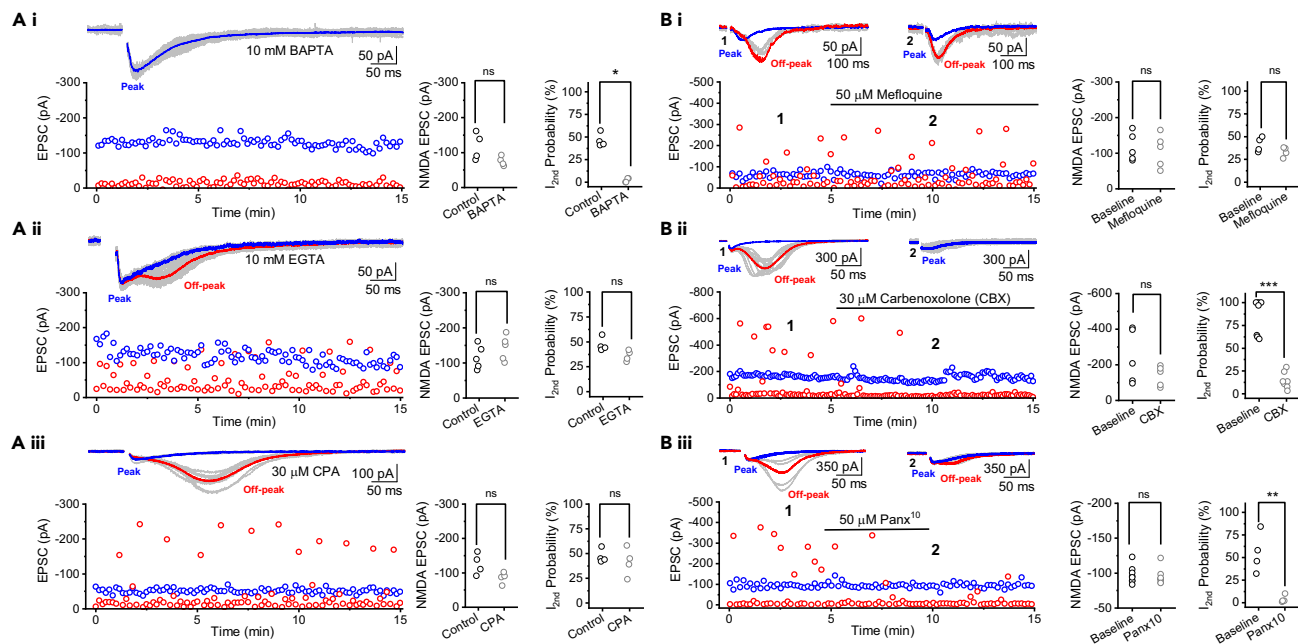 A i
10 mM BAPTA
50 pA
50 ms
Peak
EPSC (pA)
-300
-200
-100
0
0
5
10
15
Time (min)
NMDA EPSC (pA)
-300
-200
-100
0
ns
Control
BAPTA
I2nd Probability (%)
100
75
50
25
0
*
Control
BAPTA
A ii
10 mM EGTA
50 pA
50 ms
Peak
Off-peak
EPSC (pA)
-300
-200
-100
0
0
5
10
15
Time (min)
NMDA EPSC (pA)
-300
-200
-100
0
ns
Control
EGTA
I2nd Probability (%)
100
75
50
25
0
ns
Control
EGTA
A iii
30 μM CPA
100 pA
50 ms
Peak
Off-peak
EPSC (pA)
-300
-200
-100
0
0
5
10
15
Time (min)
NMDA EPSC (pA)
-300
-200
-100
0
ns
Control
CPA
I2nd Probability (%)
100
75
50
25
0
ns
Control
CPA
B i
1
Peak
Off-peak
50 pA
100 ms
2
Peak
Off-peak
50 pA
100 ms
50 μM Mefloquine
1
2
EPSC (pA)
-500
-400
-300
-200
-100
0
0
5
10
15
Time (min)
NMDA EPSC (pA)
-300
-200
-100
0
ns
Baseline
Mefloquine
I2nd Probability (%)
100
75
50
25
0
ns
Baseline
Mefloquine
B ii
1
Peak
Off-peak
300 pA
50 ms
2
Peak
300 pA
50 ms
30 μM Carbenoxolone (CBX)
1
2
EPSC (pA)
-800
-600
-400
-200
0
0
5
10
15
Time (min)
NMDA EPSC (pA)
-600
-400
-200
0
ns
Baseline
CBX
I2nd Probability (%)
100
75
50
25
0
***
Baseline
CBX
B iii
1
Peak
Off-peak
350 pA
50 ms
2
Peak
Off-peak
350 pA
50 ms
50 μM Panx10
1
2
EPSC (pA)
-500
-400
-300
-200
-100
0
0
5
10
15
Time (min)
NMDA EPSC (pA)
-200
-150
-100
-50
ns
Baseline
Panx10
I2nd Probability (%)
100
75
50
25
0
**
Baseline
Panx10